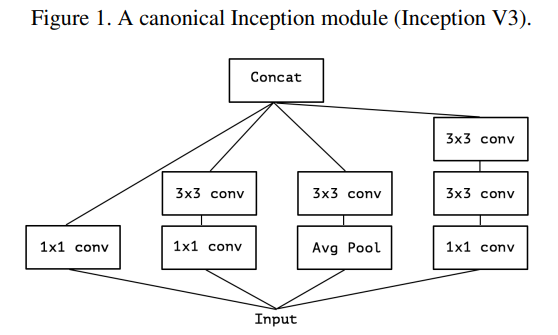 Figure 1. A canonical Inception module (Inception V3).
Concat
3x3 conv
3x3 conv 3x3 conv 3x3 conv
1x1 conv 1x1 conv Avg Pool 1x1 conv
Input